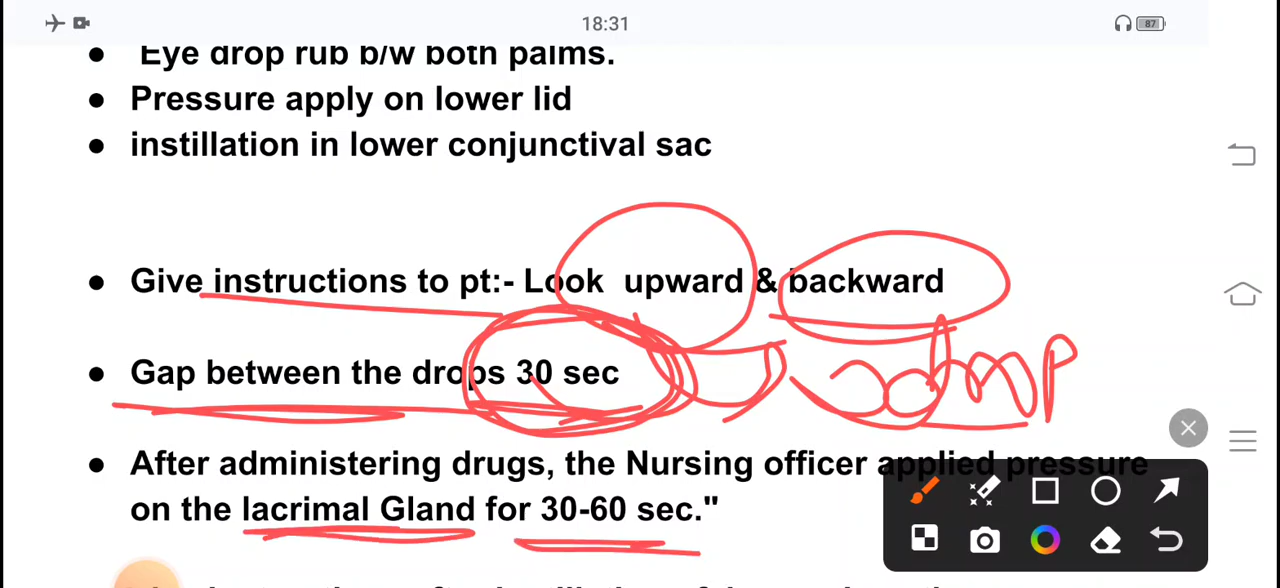 18:31
87
Eye drop rub b/w both palms.
● Pressure apply on lower lid
● instillation in lower conjunctival sac
● Give instructions to pt:- Look upward & backward
● Gap between the drops 30 sec
● After administering drugs, the Nursing officer applied pressure
on the lacrimal Gland for 30-60 sec."